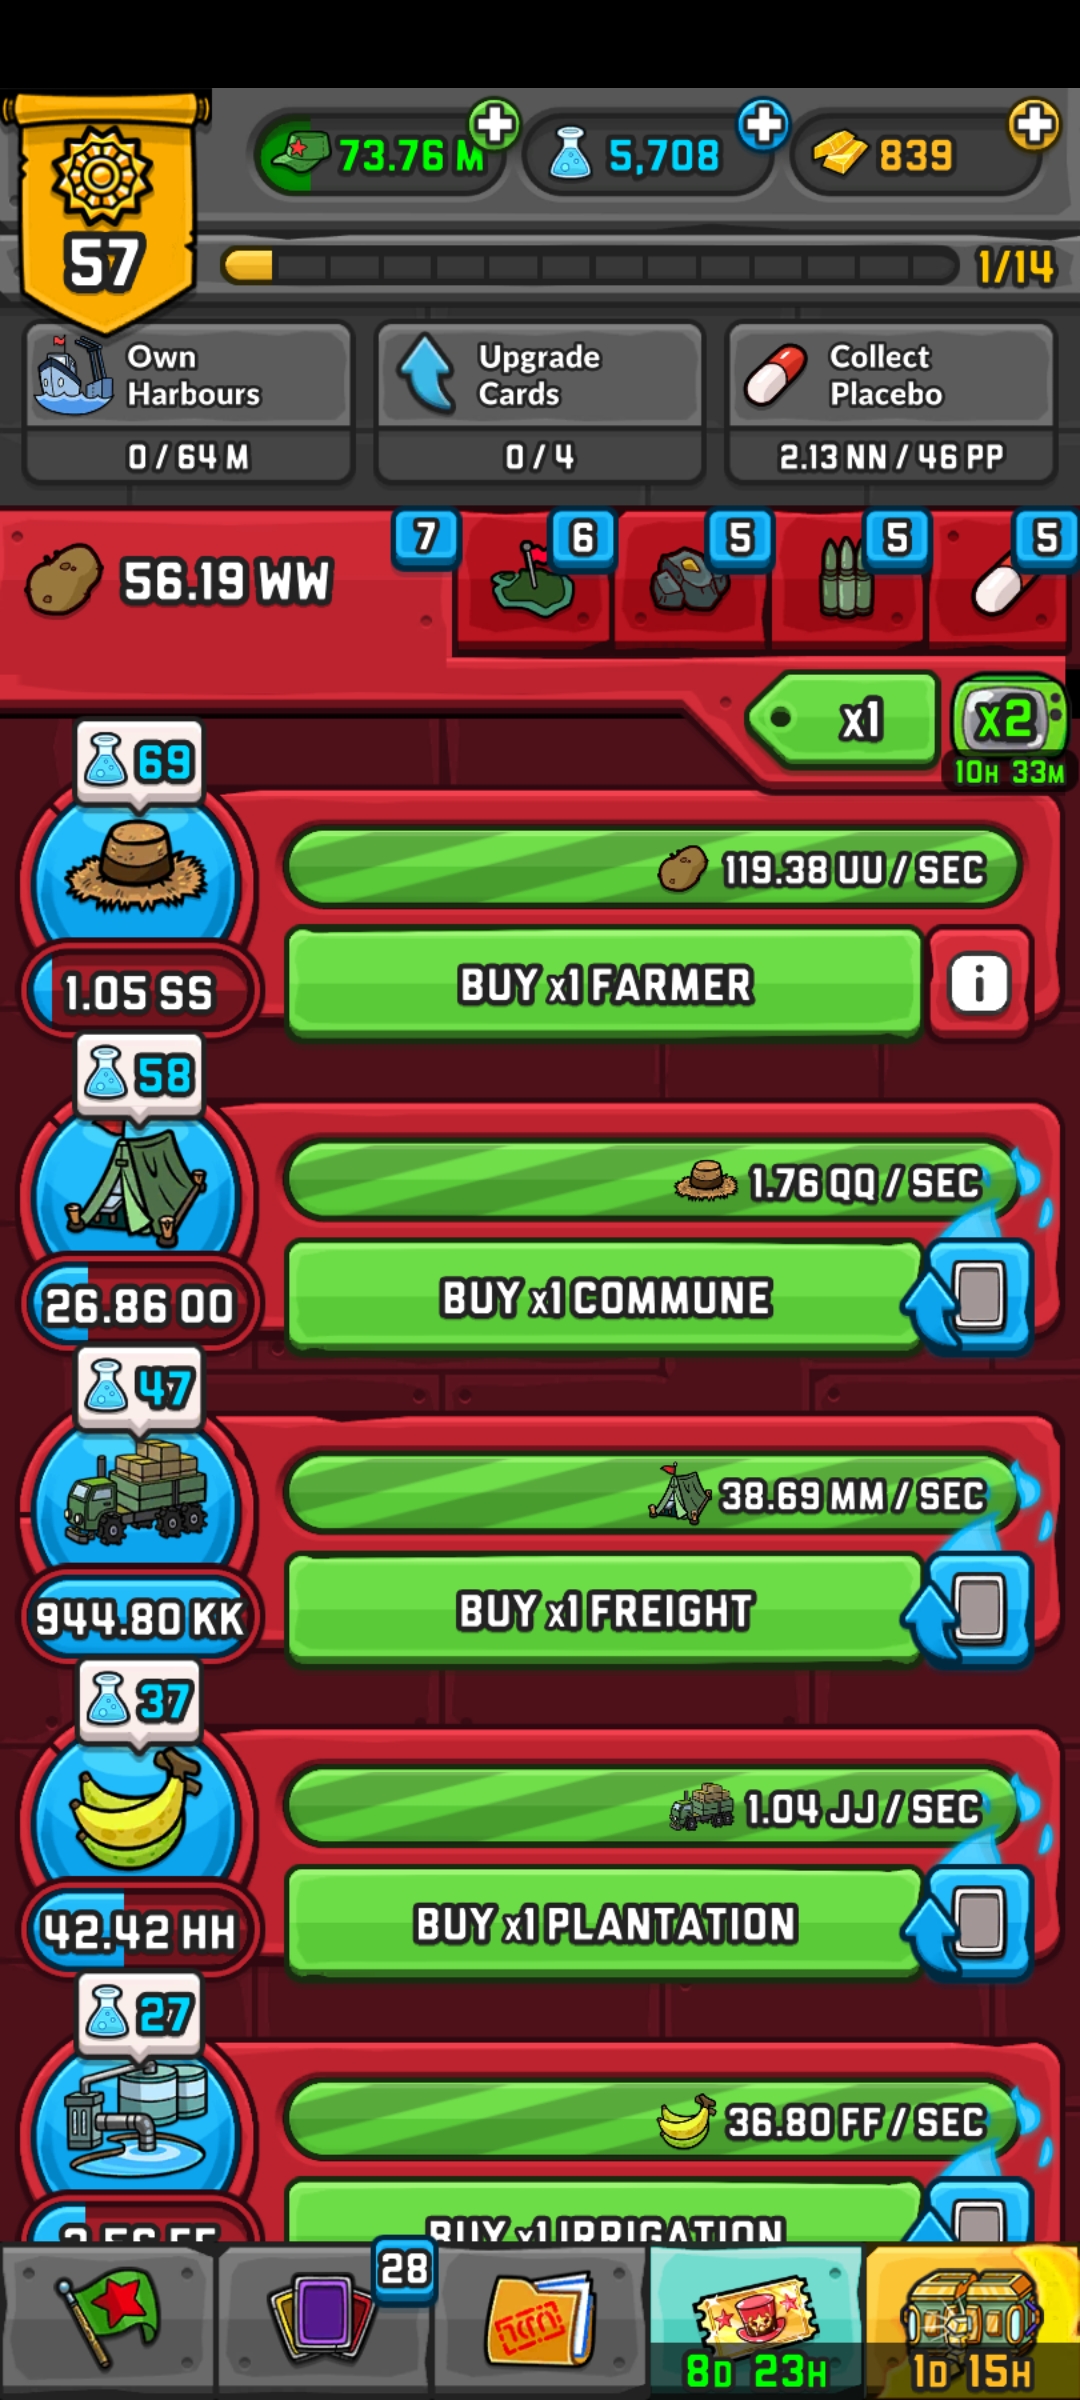 73.76 M
5,708
839
57
1/14
Own
Harbours
0 / 64 M
Upgrade
Cards
0 / 4
Collect
Placebo
2.13 NN / 46 PP
56.19 WW
7
6
5
5
5
x1
x2
10H 33M
69
119.38 UU / SEC
1.05 SS
BUY x1 FARMER
i
58
1.76 QQ / SEC
26.86 OO
BUY x1 COMMUNE
47
38.69 MM / SEC
944.80 KK
BUY x1 FREIGHT
37
1.04 JJ / SEC
42.42 HH
BUY x1 PLANTATION
27
36.80 FF / SEC
BUY x1 IRRIGATION
28
8D 23H
1D 15H